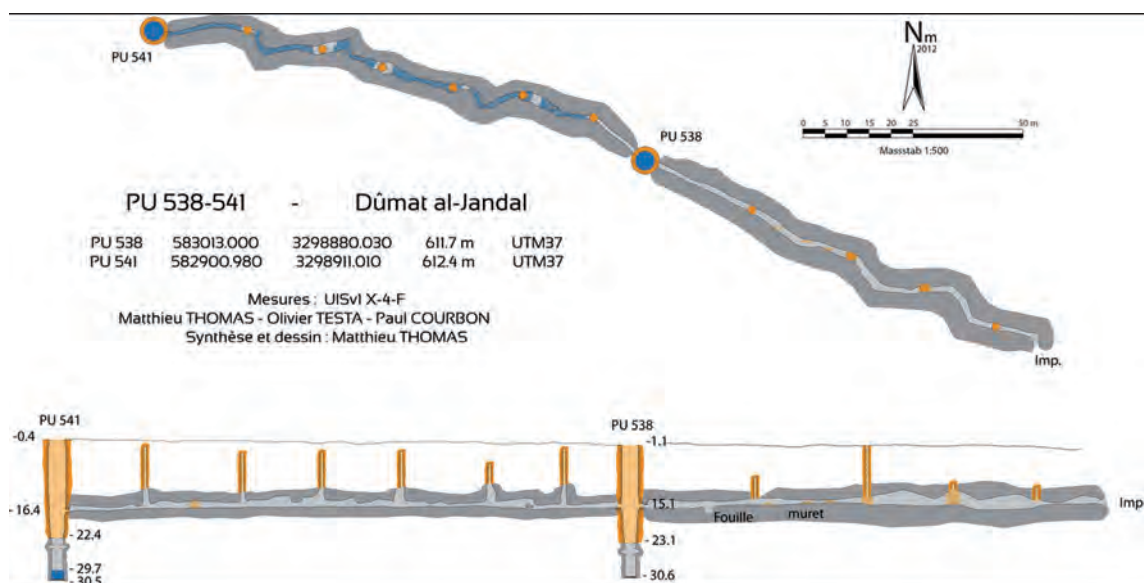 PU 541
PU 538
Nm
2012
0 5 10 15 20 25 50 m
Massstab 1:500
PU 538-541 - Dûmat al-Jandal
PU 538 583013.000 3298880.030 611.7 m UTM37
PU 541 582900.980 3298911.010 612.4 m UTM37
Mesures : UISvl X-4-F
Matthieu THOMAS - Olivier TESTA - Paul COURBON
Synthèse et dessin : Matthieu THOMAS
Imp.
PU 541
PU 538
-0.4
-1.1
- 16.4
-15.1
Fouille
muret
Imp
- 22.4
- 23.1
- 29.7
- 30.5
- 30.6